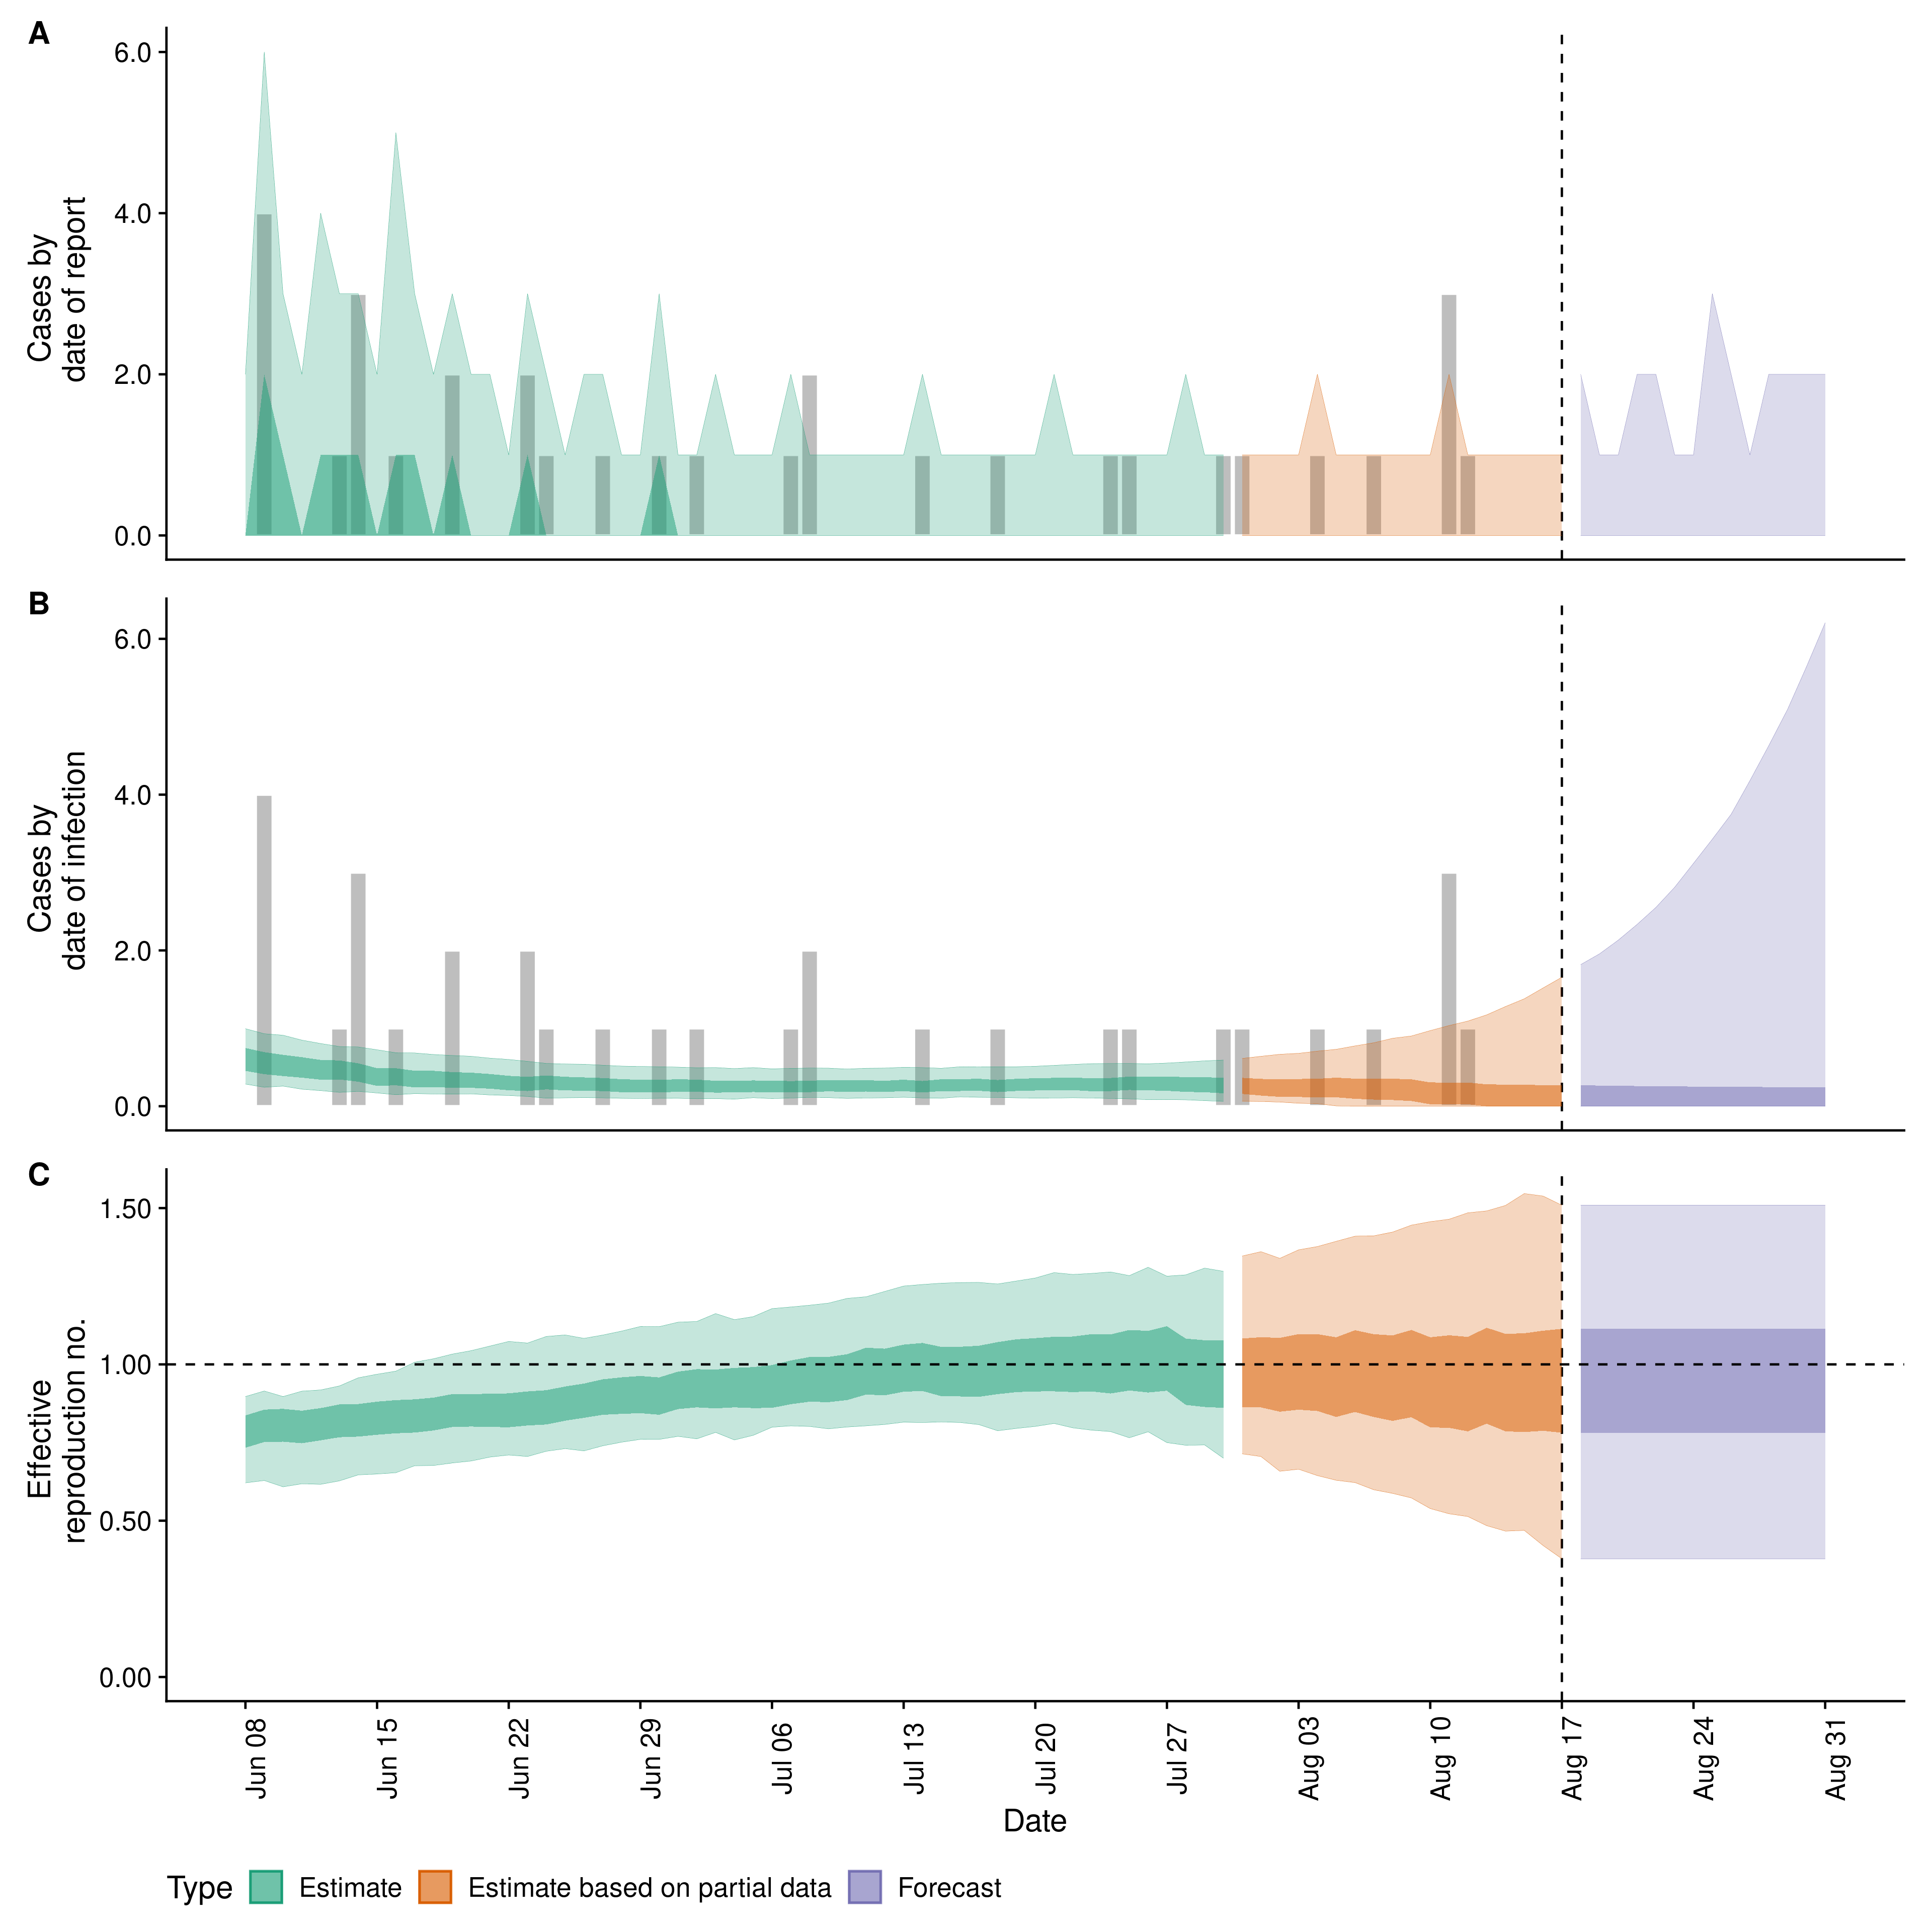 A
Cases by
date of report
6.0
4.0
2.0
0.0
B
Cases by
date of infection
6.0
4.0
2.0
0.0
C
Effective
reproduction no.
1.50
1.00
0.50
0.00
Jun 08
Jun 15
Jun 22
Jun 29
Jul 06
Jul 13
Jul 20
Jul 27
Aug 03
Aug 10
Aug 17
Aug 24
Aug 31
Date
Type Estimate Estimate based on partial data Forecast